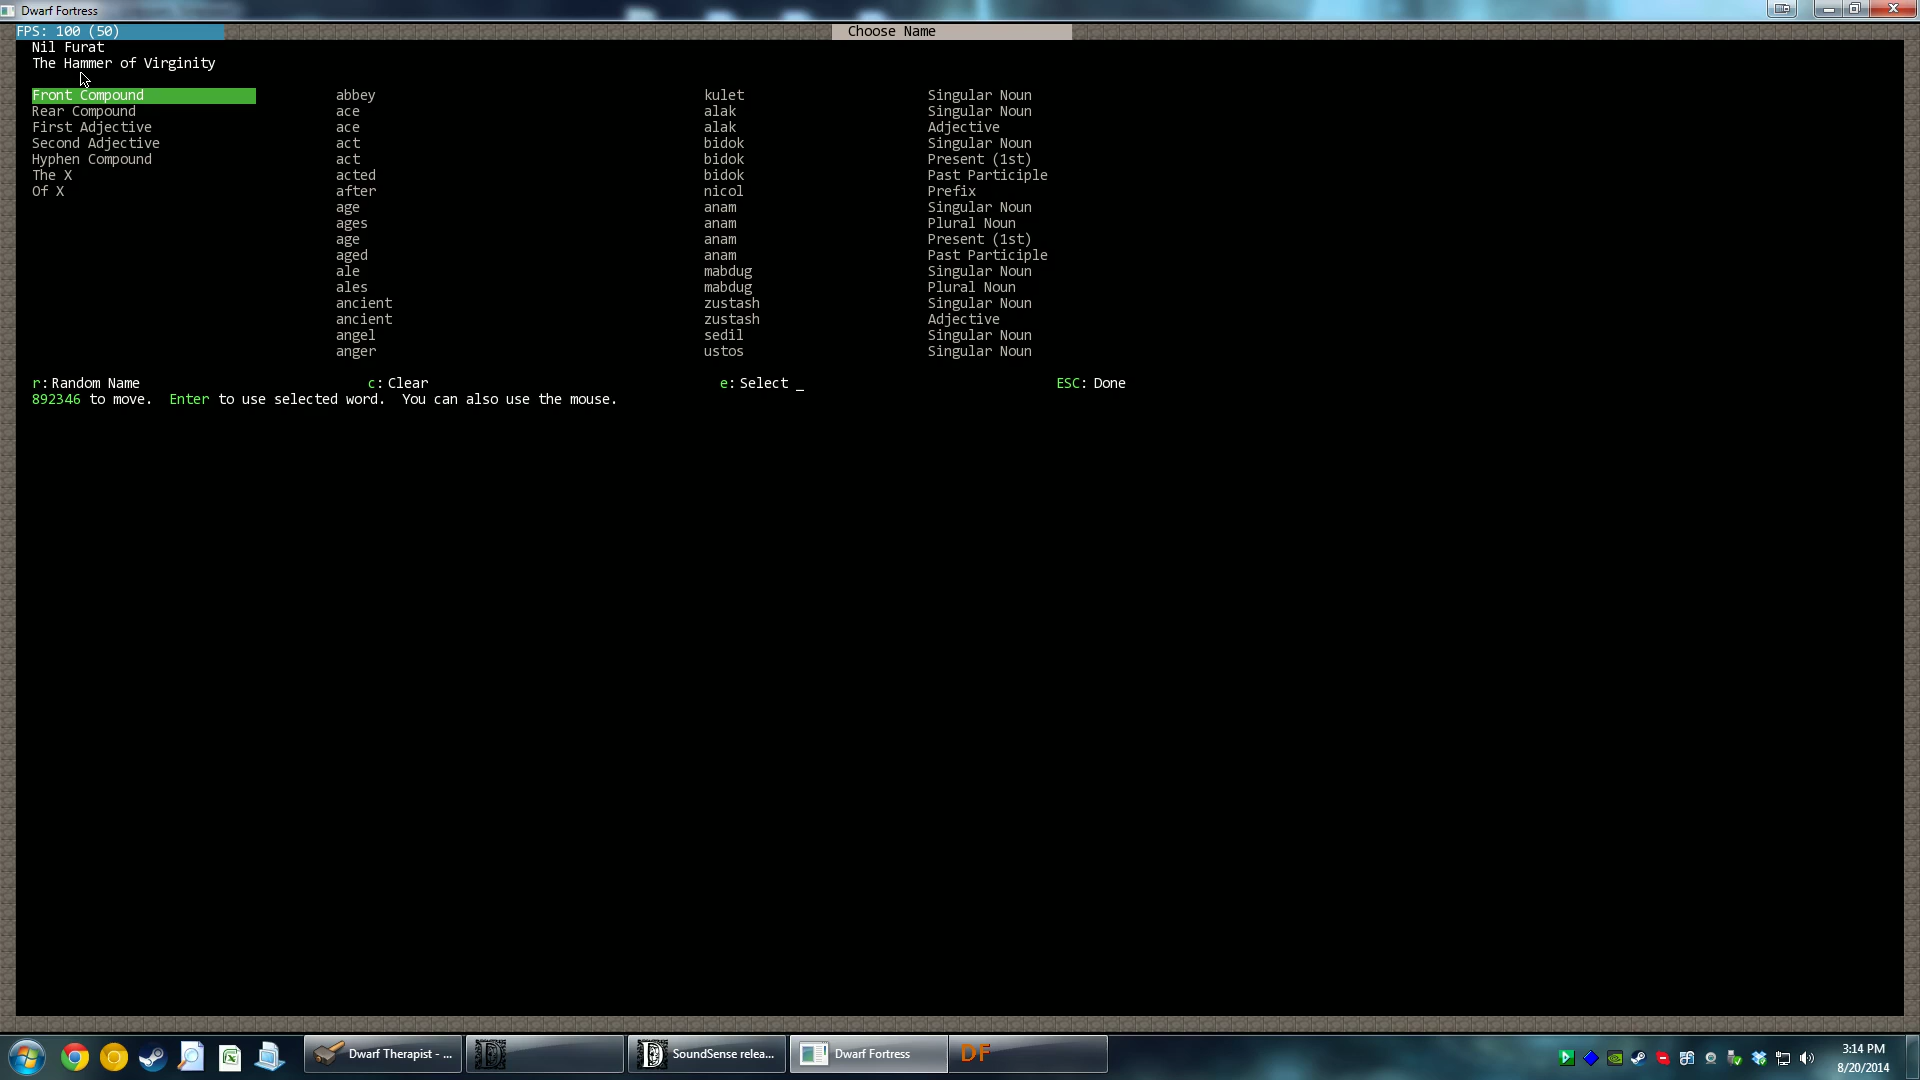 Dwarf Fortress
FPS: 100 (50)
Choose Name
Nil Furat
The Hammer of Virginity
Front Compound abbey kulet Singular Noun
Rear Compound ace alak Singular Noun
First Adjective ace alak Adjective
Second Adjective act bidok Singular Noun
Hyphen Compound act bidok Present (1st)
The X acted bidok Past Participle
Of X after nicol Prefix
age anam Singular Noun
ages anam Plural Noun
age anam Present (1st)
aged anam Past Participle
ale mabdug Singular Noun
ales mabdug Plural Noun
ancient zustash Singular Noun
ancient zustash Adjective
angel sedil Singular Noun
anger ustos Singular Noun
r: Random Name c: Clear e: Select _ ESC: Done
892346 to move. Enter to use selected word. You can also use the mouse.
Dwarf Therapist - ... SoundSense relea... Dwarf Fortress DF
3:14 PM
8/20/2014